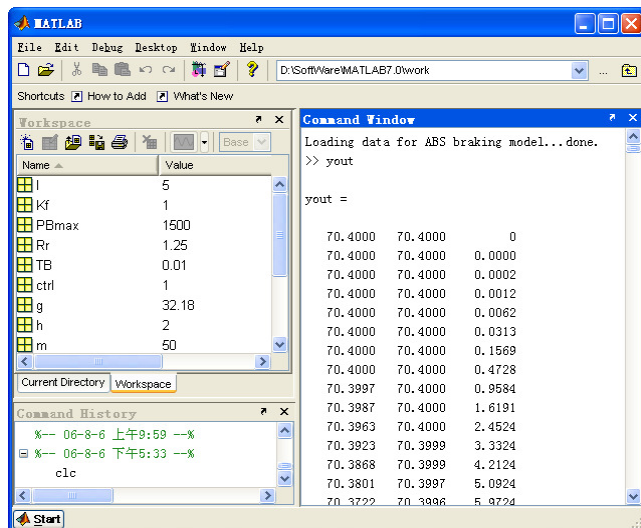 MATLAB
File Edit Debug Desktop Window Help
D:\SoftWare\MATLAB7.0\work ...
Shortcuts How to Add What's New
Workspace
Base
Name Value
I 5
Kf 1
PBmax 1500
Rr 1.25
TB 0.01
ctrl 1
g 32.18
h 2
m 50
Current Directory Workspace
Command History
%-- 06-8-6 上午9:59 --%
%-- 06-8-6 下午5:33 --%
clc
Command Window
Loading data for ABS braking model...done.
>> yout
yout =
70.4000 70.4000 0
70.4000 70.4000 0.0000
70.4000 70.4000 0.0002
70.4000 70.4000 0.0012
70.4000 70.4000 0.0062
70.4000 70.4000 0.0313
70.4000 70.4000 0.1569
70.4000 70.4000 0.4728
70.3997 70.4000 0.9584
70.3987 70.4000 1.6191
70.3963 70.4000 2.4524
70.3923 70.3999 3.3324
70.3868 70.3999 4.2124
70.3801 70.3997 5.0924
70.3722 70.3996 5.9724
Start